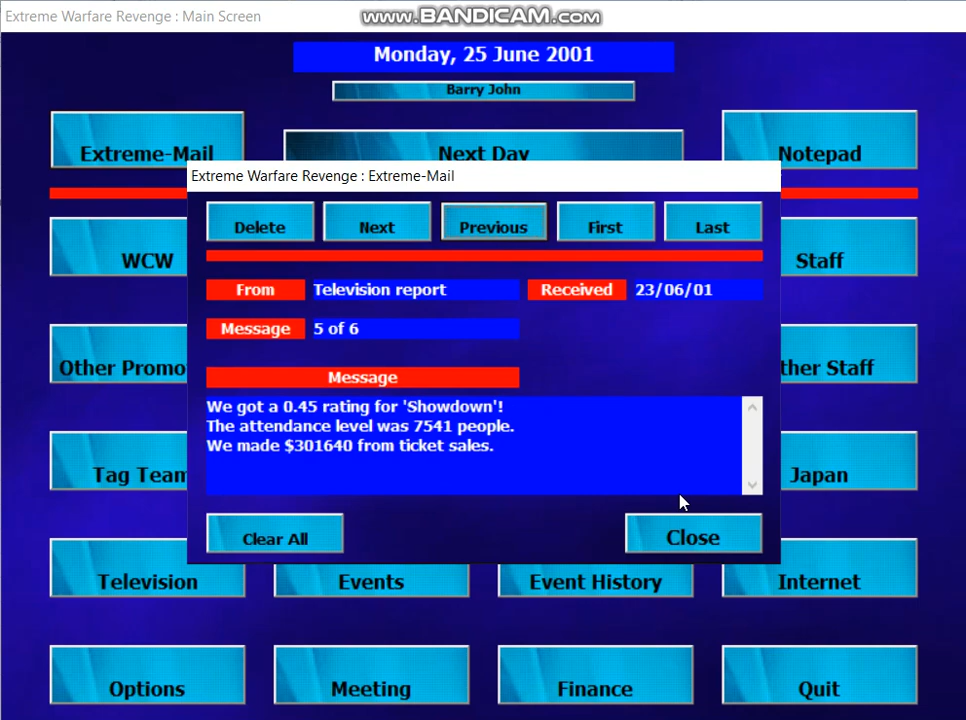 Extreme Warfare Revenge : Main Screen
www.BANDICAM.com
Monday, 25 June 2001
Barry John
Extreme-Mail
Next Day
Notepad
Extreme Warfare Revenge : Extreme-Mail
Delete
Next
Previous
First
Last
WCW
Staff
From
Television report
Received
23/06/01
Message
5 of 6
Other Promo
ther Staff
Message
We got a 0.45 rating for 'Showdown'!
The attendance level was 7541 people.
We made $301640 from ticket sales.
Tag Team
Japan
Clear All
Close
Television
Events
Event History
Internet
Options
Meeting
Finance
Quit